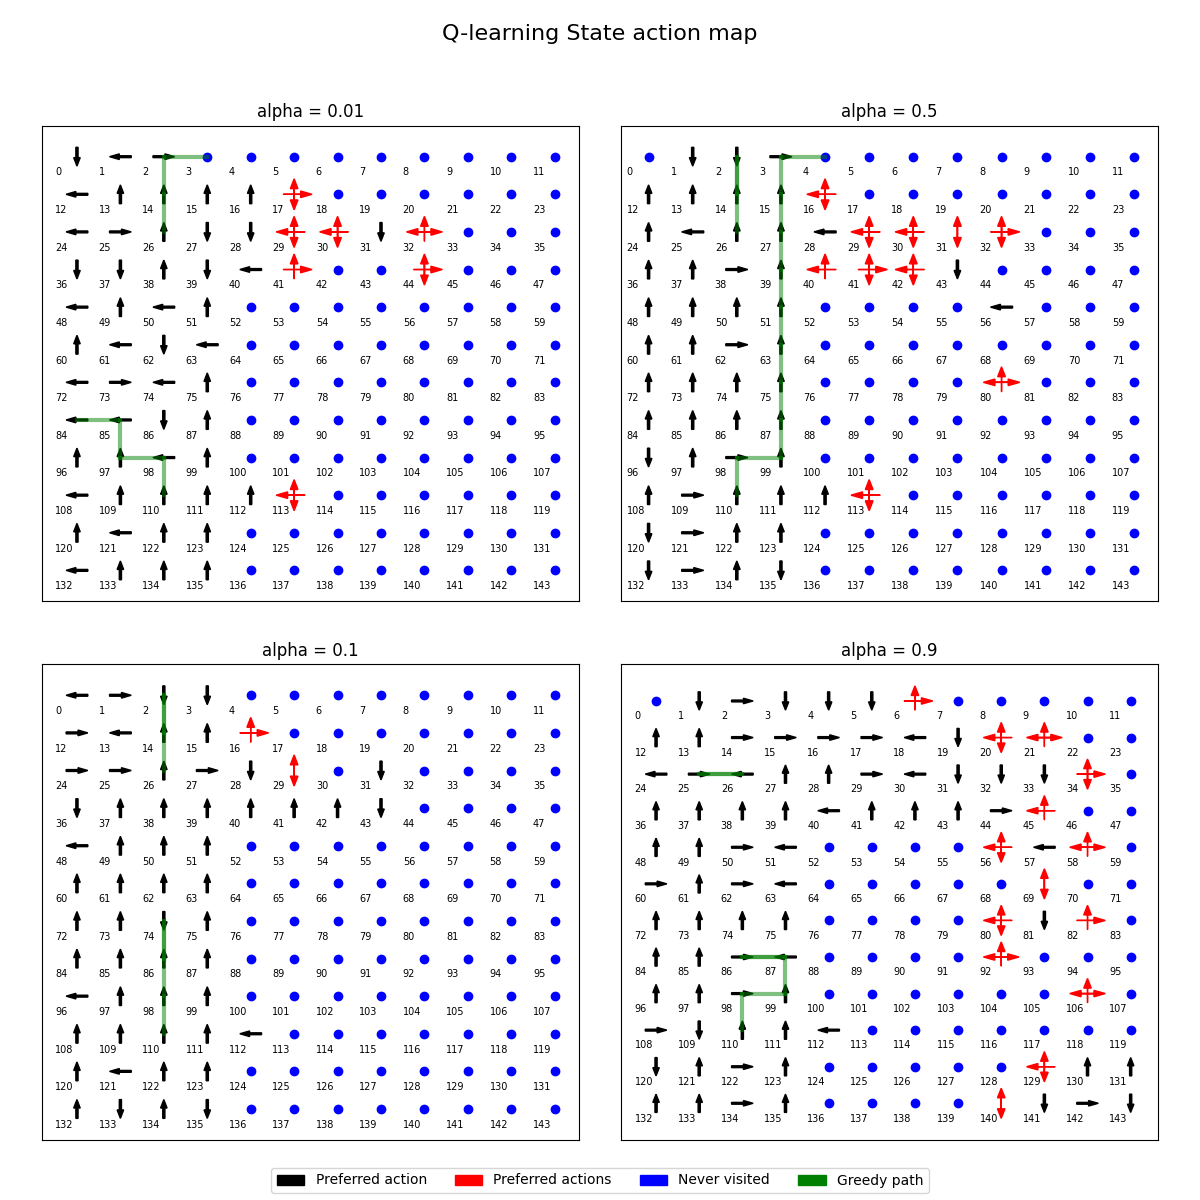 Q-learning State action map
alpha = 0.01
0 1 2 3 4 5 6 7 8 9 10 11
12 13 14 15 16 17 18 19 20 21 22 23
24 25 26 27 28 29 30 31 32 33 34 35
36 37 38 39 40 41 42 43 44 45 46 47
48 49 50 51 52 53 54 55 56 57 58 59
60 61 62 63 64 65 66 67 68 69 70 71
72 73 74 75 76 77 78 79 80 81 82 83
84 85 86 87 88 89 90 91 92 93 94 95
96 97 98 99 100 101 102 103 104 105 106 107
108 109 110 111 112 113 114 115 116 117 118 119
120 121 122 123 124 125 126 127 128 129 130 131
132 133 134 135 136 137 138 139 140 141 142 143
alpha = 0.5
0 1 2 3 4 5 6 7 8 9 10 11
12 13 14 15 16 17 18 19 20 21 22 23
24 25 26 27 28 29 30 31 32 33 34 35
36 37 38 39 40 41 42 43 44 45 46 47
48 49 50 51 52 53 54 55 56 57 58 59
60 61 62 63 64 65 66 67 68 69 70 71
72 73 74 75 76 77 78 79 80 81 82 83
84 85 86 87 88 89 90 91 92 93 94 95
96 97 98 99 100 101 102 103 104 105 106 107
108 109 110 111 112 113 114 115 116 117 118 119
120 121 122 123 124 125 126 127 128 129 130 131
132 133 134 135 136 137 138 139 140 141 142 143
alpha = 0.1
0 1 2 3 4 5 6 7 8 9 10 11
12 13 14 15 16 17 18 19 20 21 22 23
24 25 26 27 28 29 30 31 32 33 34 35
36 37 38 39 40 41 42 43 44 45 46 47
48 49 50 51 52 53 54 55 56 57 58 59
60 61 62 63 64 65 66 67 68 69 70 71
72 73 74 75 76 77 78 79 80 81 82 83
84 85 86 87 88 89 90 91 92 93 94 95
96 97 98 99 100 101 102 103 104 105 106 107
108 109 110 111 112 113 114 115 116 117 118 119
120 121 122 123 124 125 126 127 128 129 130 131
132 133 134 135 136 137 138 139 140 141 142 143
alpha = 0.9
0 1 2 3 4 5 6 7 8 9 10 11
12 13 14 15 16 17 18 19 20 21 22 23
24 25 26 27 28 29 30 31 32 33 34 35
36 37 38 39 40 41 42 43 44 45 46 47
48 49 50 51 52 53 54 55 56 57 58 59
60 61 62 63 64 65 66 67 68 69 70 71
72 73 74 75 76 77 78 79 80 81 82 83
84 85 86 87 88 89 90 91 92 93 94 95
96 97 98 99 100 101 102 103 104 105 106 107
108 109 110 111 112 113 114 115 116 117 118 119
120 121 122 123 124 125 126 127 128 129 130 131
132 133 134 135 136 137 138 139 140 141 142 143
Preferred action Preferred actions Never visited Greedy path